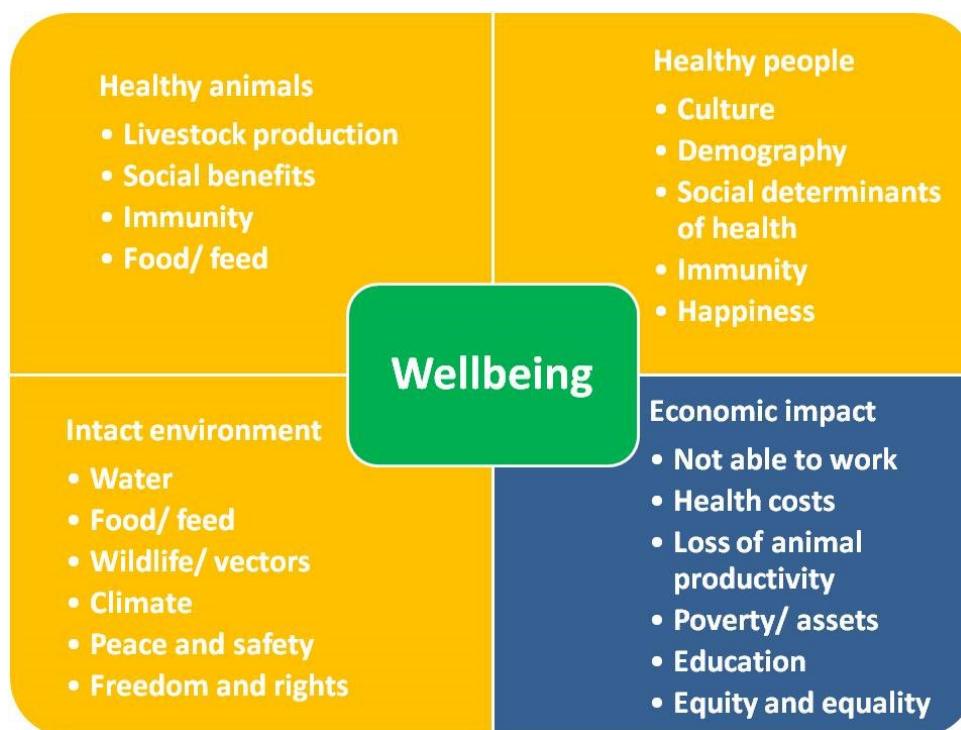 Healthy animals
• Livestock production
• Social benefits
• Immunity
• Food/ feed
Healthy people
• Culture
• Demography
• Social determinants
of health
• Immunity
• Happiness
Wellbeing
Intact environment
• Water
• Food/ feed
• Wildlife/ vectors
• Climate
• Peace and safety
• Freedom and rights
Economic impact
• Not able to work
• Health costs
• Loss of animal
productivity
• Poverty/ assets
• Education
• Equity and equality